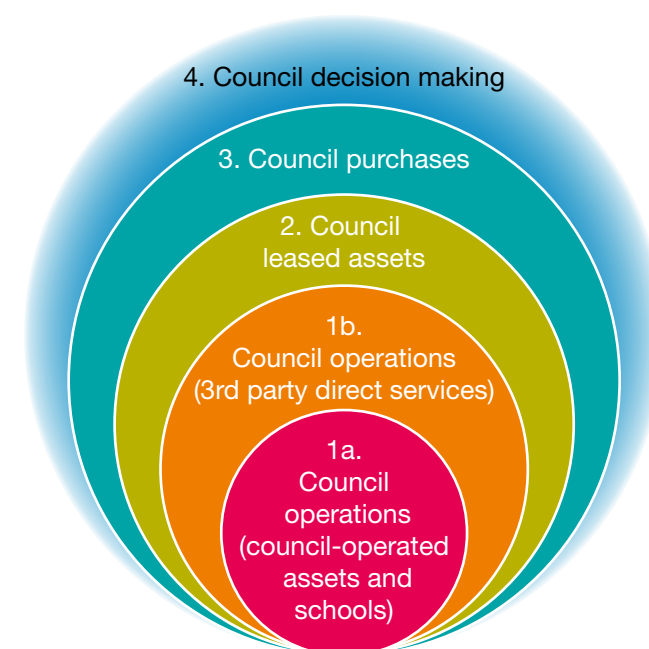 4. Council decision making
3. Council purchases
2. Council
leased assets
1b.
Council operations
(3rd party direct services)
1a.
Council
operations
(council-operated
assets and
schools)